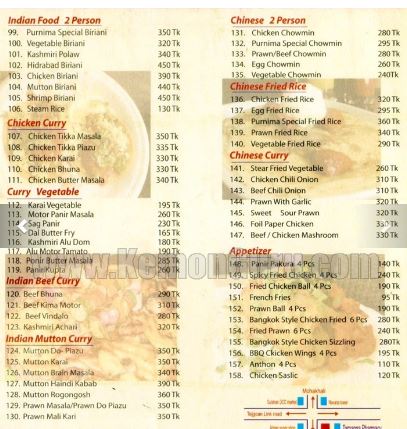 Indian Food 2 Person
99. Purnima Special Biriani 350 Tk
100. Vegetable Biriani 320 Tk
101. Kashmiri Polaw 340 Tk
102. Hidrabad Biriani 450 Tk
103. Chicken Biriani 390 Tk
104. Mutton Biriani 440 Tk
105. Shrimp Biriani 450 Tk
106. Steam Rice 130 Tk
Chicken Curry
107. Chicken Tikka Masala 350 Tk
108. Chicken Tikka Piazu 335 Tk
109. Chicken Karai 330 Tk
110. Chicken Bhuna 330 Tk
111. Chicken Butter Masala 340 Tk
Curry Vegetable
112. Karai Vegetable 195 Tk
113. Motor Panir Masala 260 Tk
114. Sag Panir 230 Tk
115. Dal Butter Fry 165 Tk
116. Kashmiri Alu Dom 180 Tk
117. Alu Motor Tamato 190 Tk
118. Panir Butter Masala 285 Tk
119. Panir Kupta 260 Tk
Indian Beef Curry
120. Beef Bhuna 290 Tk
121. Beef Kima Motor 310 Tk
122. Beef Vindalo 280 Tk
123. Kashmiri Achari 320 Tk
Indian Mutton Curry
124. Mutton Do- Piazu 350 Tk
125. Mutton Karai 350 Tk
126. Mutton Brain Masala 340 Tk
127. Mutton Haindi Kabab 390 Tk
128. Mutton Rogongosh 360 Tk
129. Prawn Masala/Prawn Do Piazu 350 Tk
130. Prawn Mali Kari 350 Tk
Chinese 2 Person
131. Chicken Chowmin 280 Tk
132. Purnima Special Chowmin 295 Tk
133. Prawn/Beef Chowmin 280 Tk
134. Egg Chowmin 260 Tk
135. Vegetable Chowmin 240Tk
Chinese Fried Rice
136. Chicken Fried Rice 320 Tk
137. Egg Fried Rice 295 Tk
138. Purnima Special Fried Rice 360 Tk
139. Prawn Fried Rice 340 Tk
140. Vegetable Fried Rice 290 Tk
Chinese Curry
141. Stear Fried Vegetable 260 Tk
142. Chicken Chili Onion 310 Tk
143. Beef Chili Onion 310 Tk
144. Prawn With Garlic 320 Tk
145. Sweet Sour Prawn 320 Tk
146. Foil Paper Chicken 330 Tk
147. Beef / Chicken Mashroom 330 Tk
Appetizer
148. Panir Pakura 4 Pcs 140 Tk
149. Spicy Fried Chicken 4 Pcs 240 Tk
150. Fried Chicken Ball 4 Pcs 190 Tk
151. French Fries 95 Tk
152. Prawn Ball 4 Pcs 190 Tk
153. Bangkok Style Chicken Fried 6 Pcs 280 Tk
154. Fried Prawn 6 Pcs 240 Tk
155. Bangkok Style Chicken Sizzling 280Tk
156. BBQ Chicken Wings 4 Pcs 195 Tk
157. Anthon 4 Pcs 110 Tk
158. Chicken Saslic 120 Tk
Mohakhali
Tejgoan Link road